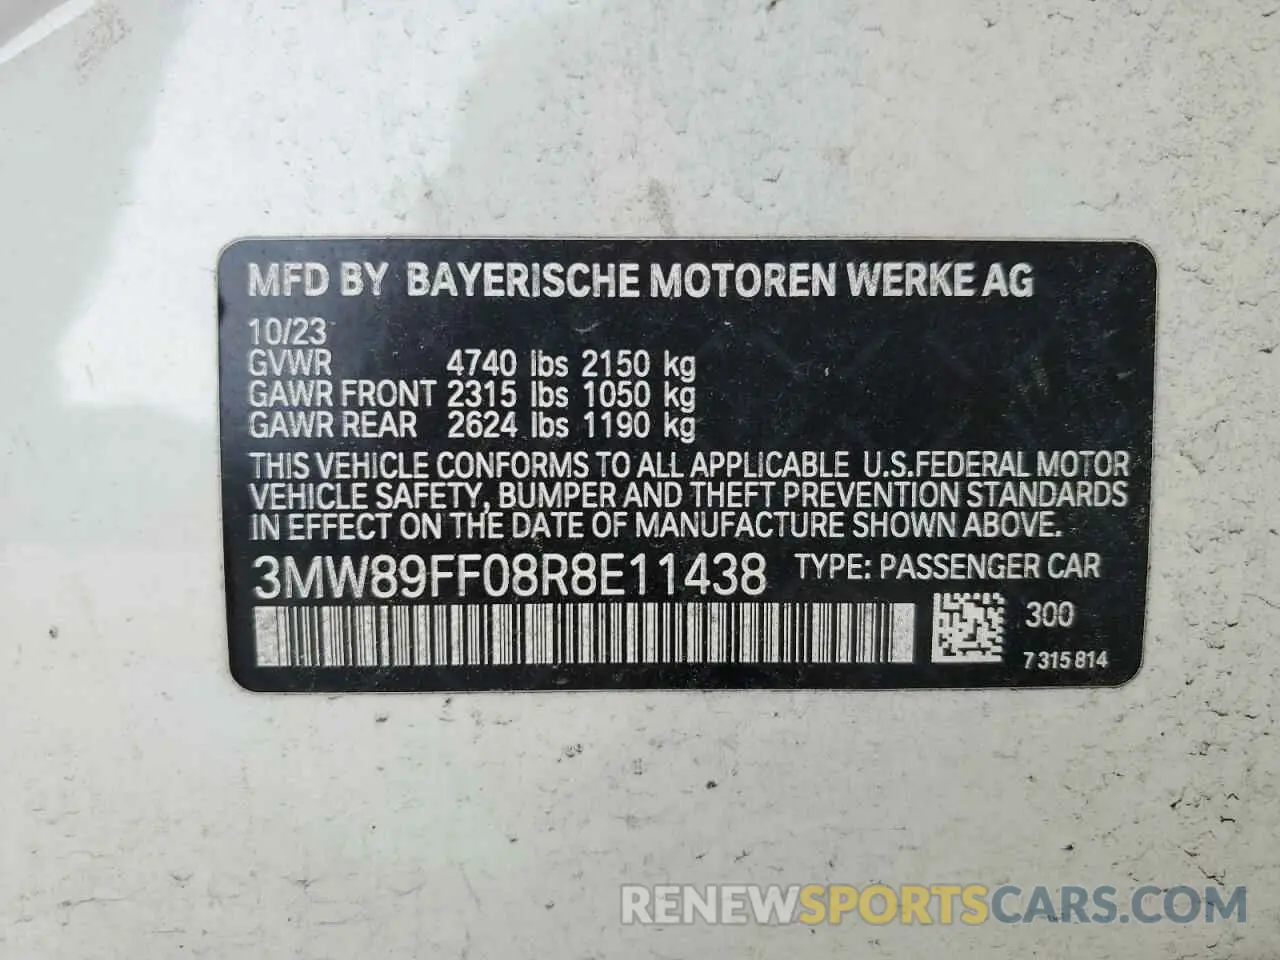 MFD BY BAYERISCHE MOTOREN WERKE AG
10/23
GVWR 4740 lbs 2150 kg
GAWR FRONT 2315 lbs 1050 kg
GAWR REAR 2624 lbs 1190 kg
THIS VEHICLE CONFORMS TO ALL APPLICABLE U.S.FEDERAL MOTOR
VEHICLE SAFETY, BUMPER AND THEFT PREVENTION STANDARDS
IN EFFECT ON THE DATE OF MANUFACTURE SHOWN ABOVE.
3MW89FF08R8E11438 TYPE: PASSENGER CAR
300
7 315 814
RENEWSPORTSCARS.COM